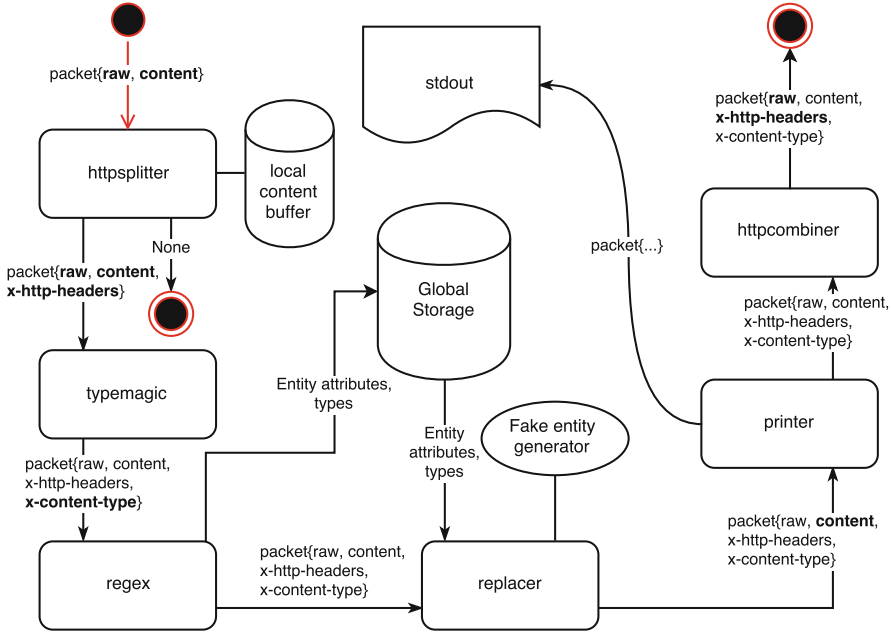 packet{raw, content}
httpsplitter
local
content
buffer
None
packet{raw, content,
x-http-headers}
typemagic
packet{raw, content,
x-http-headers,
x-content-type}
regex
Entity attributes,
types
packet{raw, content,
x-http-headers,
x-content-type}
stdout
Global
Storage
Entity
attributes,
types
Fake entity
generator
replacer
packet{...}
packet{raw, content,
x-http-headers,
x-content-type}
printer
packet{raw, content,
x-http-headers,
x-content-type}
httpcombiner
packet{raw, content,
x-http-headers,
x-content-type}